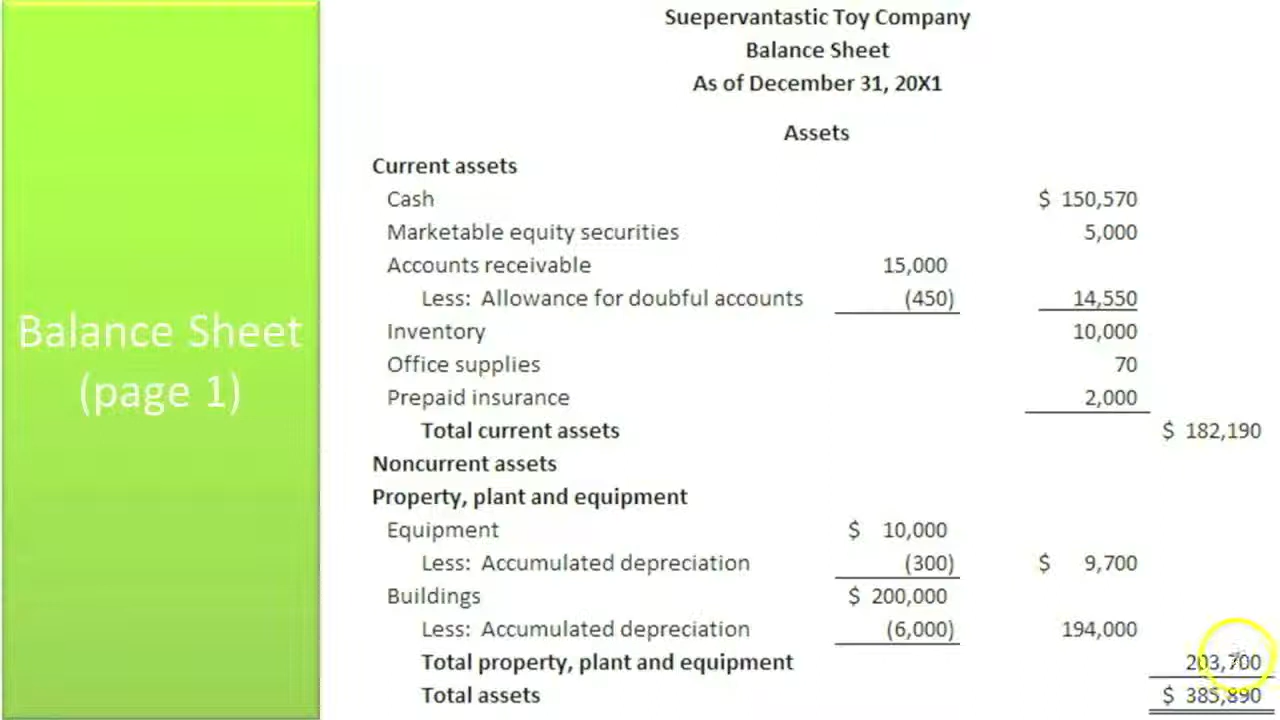 Balance Sheet
(page 1)
Suepervantastic Toy Company
Balance Sheet
As of December 31, 20X1
Assets
Current assets
Cash $ 150,570
Marketable equity securities 5,000
Accounts receivable 15,000
Less: Allowance for doubful accounts (450) 14,550
Inventory 10,000
Office supplies 70
Prepaid insurance 2,000
Total current assets $ 182,190
Noncurrent assets
Property, plant and equipment
Equipment $ 10,000
Less: Accumulated depreciation (300) $ 9,700
Buildings $ 200,000
Less: Accumulated depreciation (6,000) 194,000
Total property, plant and equipment 203,700
Total assets $ 385,890